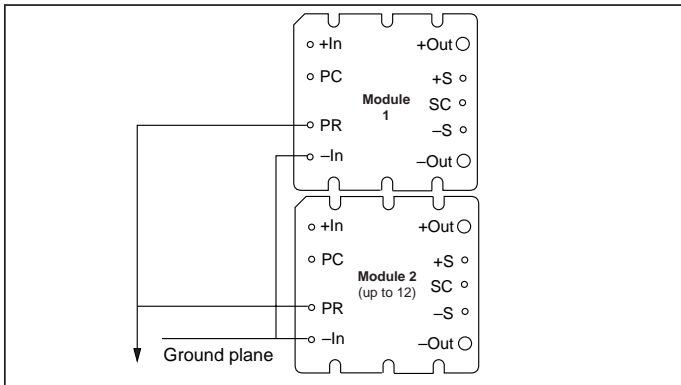 +In +Out
PC +S
Module
1
SC
PR –S
–In –Out
+In +Out
PC +S
Module 2
(up to 12)
SC
PR –S
–In –Out
Ground plane